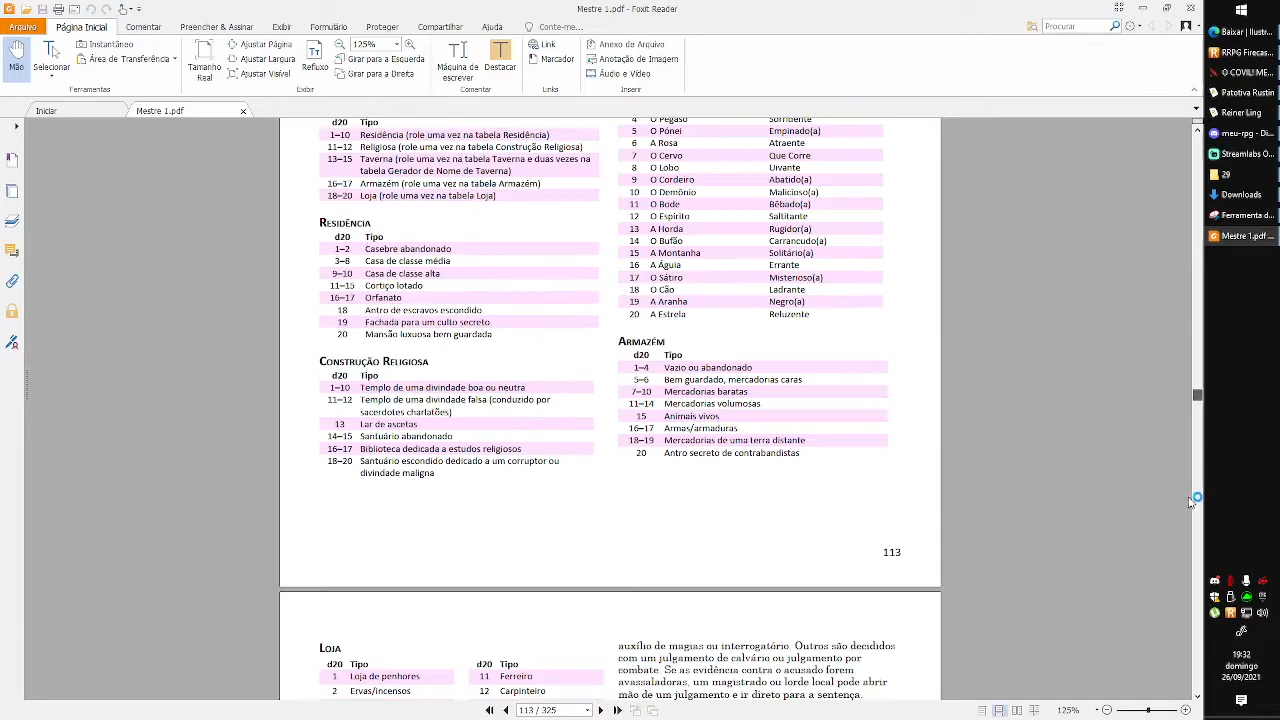 Mestre 1.pdf - Foxit Reader
Arquivo Página Inicial Comentar Preencher & Assinar Exibir Formulário Proteger Compartilhar Ajuda Conte-me... Procurar
Mão
Selecionar
Instantâneo
Área de Transferência
Ferramentas
Tamanho Real
Ajustar Página
Ajustar Largura
Ajustar Visível
Refluxo
125%
Girar para a Esquerda
Girar para a Direita
Exibir
Máquina de escrever
Destacar
Comentar
Link
Marcador
Links
Anexo de Arquivo
Anotação de Imagem
Áudio e Vídeo
Inserir
Iniciar Mestre 1.pdf
d20 Tipo
1–10 Residência (role uma vez na tabela Residência)
11–12 Religiosa (role uma vez na tabela Construção Religiosa)
13–15 Taverna (role uma vez na tabela Taverna e duas vezes na
tabela Gerador de Nome de Taverna)
16–17 Armazém (role uma vez na tabela Armazém)
18–20 Loja (role uma vez na tabela Loja)
RESIDÊNCIA
d20 Tipo
1–2 Casebre abandonado
3–8 Casa de classe média
9–10 Casa de classe alta
11–15 Cortiço lotado
16–17 Orfanato
18 Antro de escravos escondido
19 Fachada para um culto secreto
20 Mansão luxuosa bem guardada
CONSTRUÇÃO RELIGIOSA
d20 Tipo
1–10 Templo de uma divindade boa ou neutra
11–12 Templo de uma divindade falsa (conduzido por
sacerdotes charlatões)
13 Lar de ascetas
14–15 Santuário abandonado
16–17 Biblioteca dedicada a estudos religiosos
18–20 Santuário escondido dedicado a um corruptor ou
divindade maligna
4 O Pégaso Sorridente
5 O Pônei Empinado(a)
6 A Rosa Atraente
7 O Cervo Que Corre
8 O Lobo Uivante
9 O Cordeiro Abatido(a)
10 O Demônio Malicioso(a)
11 O Bode Bêbado(a)
12 O Espírito Saltitante
13 A Horda Rugidor(a)
14 O Bufão Carrancudo(a)
15 A Montanha Solitário(a)
16 A Águia Errante
17 O Sátiro Misterioso(a)
18 O Cão Ladrante
19 A Aranha Negro(a)
20 A Estrela Reluzente
ARMAZÉM
d20 Tipo
1–4 Vazio ou abandonado
5–6 Bem guardado, mercadorias caras
7–10 Mercadorias baratas
11–14 Mercadorias volumosas
15 Animais vivos
16–17 Armas/armaduras
18–19 Mercadorias de uma terra distante
20 Antro secreto de contrabandistas
113
LOJA
d20 Tipo d20 Tipo
1 Loja de penhores 11 Ferreiro
2 Ervas/incensos 12 Carpinteiro
auxílio de magias ou interrogatório. Outros são decididos
com um julgamento de calvário ou julgamento por
combate. Se as evidência contra o acusado forem
avassaladoras, um magistrado ou lorde local pode abrir
mão de um julgamento e ir direto para a sentença.
113 / 325
125%
Baixar | Ilust...
RRPG Firecas...
O COVIL! ME...
Patotiva Rustin
Reiner Ling
meu-rpg - Di...
Streamlabs O...
29
Downloads
Ferramenta d...
Mestre 1.pdf ...
19:32
domingo
26/09/2021